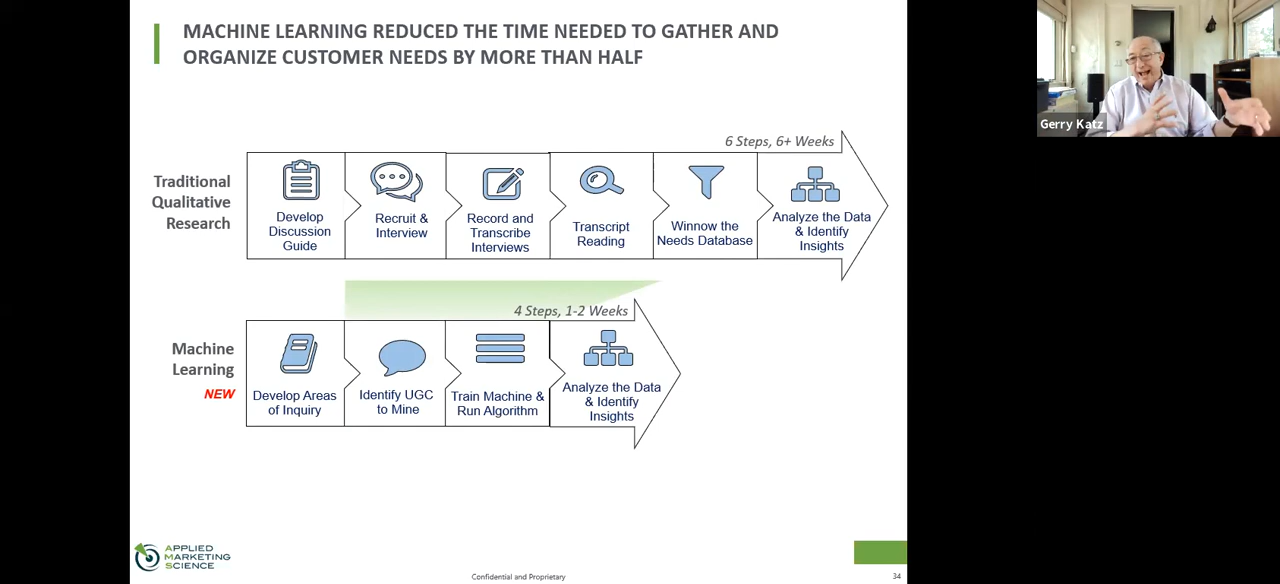 MACHINE LEARNING REDUCED THE TIME NEEDED TO GATHER AND
ORGANIZE CUSTOMER NEEDS BY MORE THAN HALF
Gerry Katz
6 Steps, 6+ Weeks
Traditional
Qualitative
Research
Develop
Discussion
Guide
Recruit &
Interview
Record and
Transcribe
Interviews
Transcript
Reading
Winnow the
Needs Database
Analyze the Data
& Identify
Insights
4 Steps, 1-2 Weeks
Machine
Learning
NEW
Develop Areas
of Inquiry
Identify UGC
to Mine
Train Machine &
Run Algorithm
Analyze the Data
& Identify
Insights
APPLIED
MARKETING
SCIENCE
Confidential and Proprietary
34